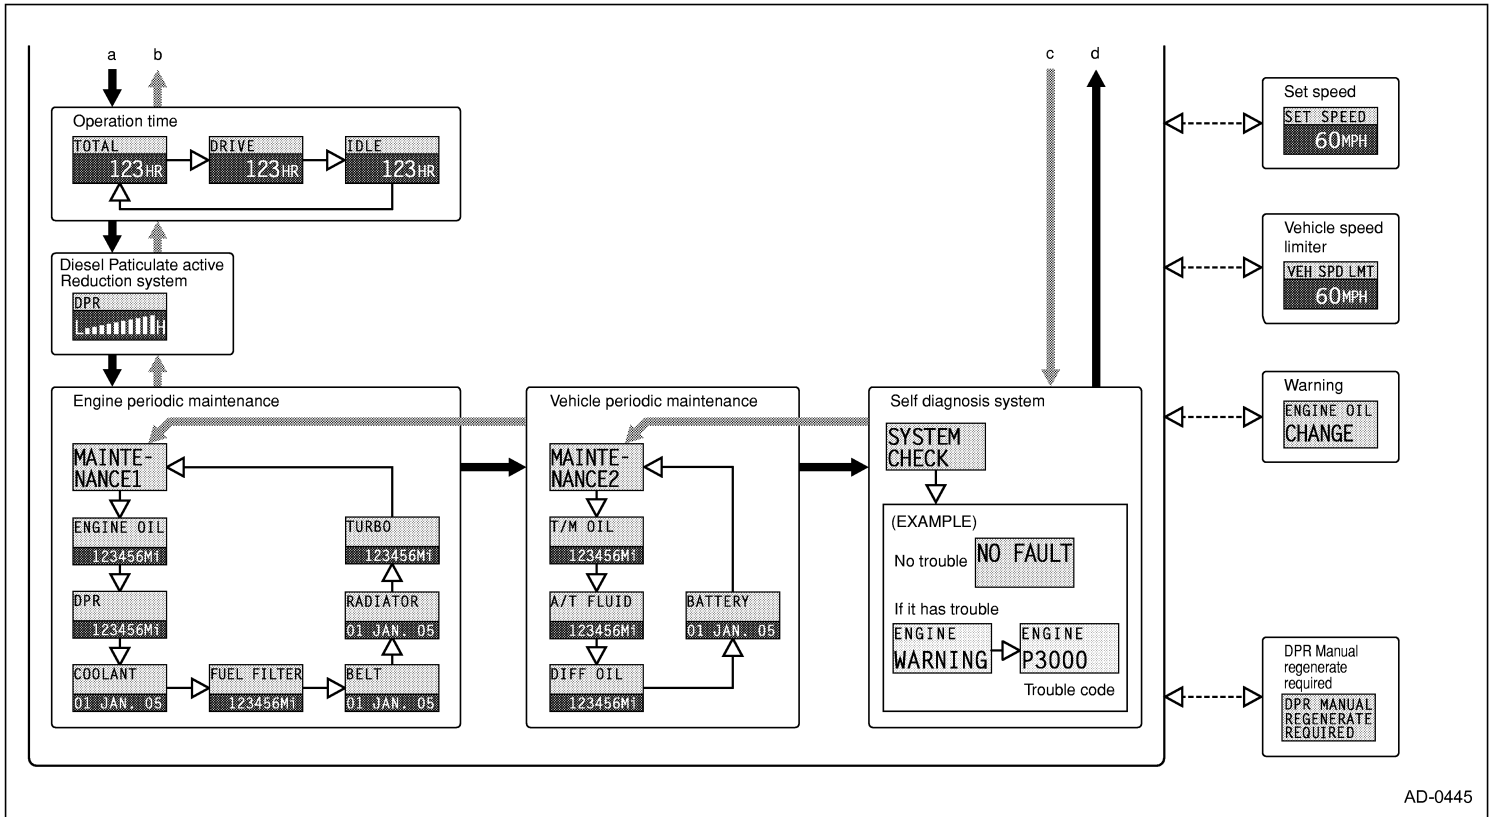 a
b
c
d
Operation time
TOTAL
123HR
DRIVE
123HR
IDLE
123HR
Diesel Paticulate active
Reduction system
DPR
L H
Engine periodic maintenance
MAINTE-
NANCE1
ENGINE OIL
123456Mi
DPR
123456Mi
COOLANT
01 JAN. 05
FUEL FILTER
123456Mi
BELT
01 JAN. 05
RADIATOR
01 JAN. 05
TURBO
123456Mi
Vehicle periodic maintenance
MAINTE-
NANCE2
T/M OIL
123456Mi
A/T FLUID
123456Mi
DIFF OIL
123456Mi
BATTERY
01 JAN. 05
Self diagnosis system
SYSTEM
CHECK
(EXAMPLE)
No trouble
NO FAULT
If it has trouble
ENGINE
WARNING
ENGINE
P3000
Trouble code
Set speed
SET SPEED
60MPH
Vehicle speed
limiter
VEH SPD LMT
60MPH
Warning
ENGINE OIL
CHANGE
DPR Manual
regenerate
required
DPR MANUAL
REGENERATE
REQUIRED
AD-0445